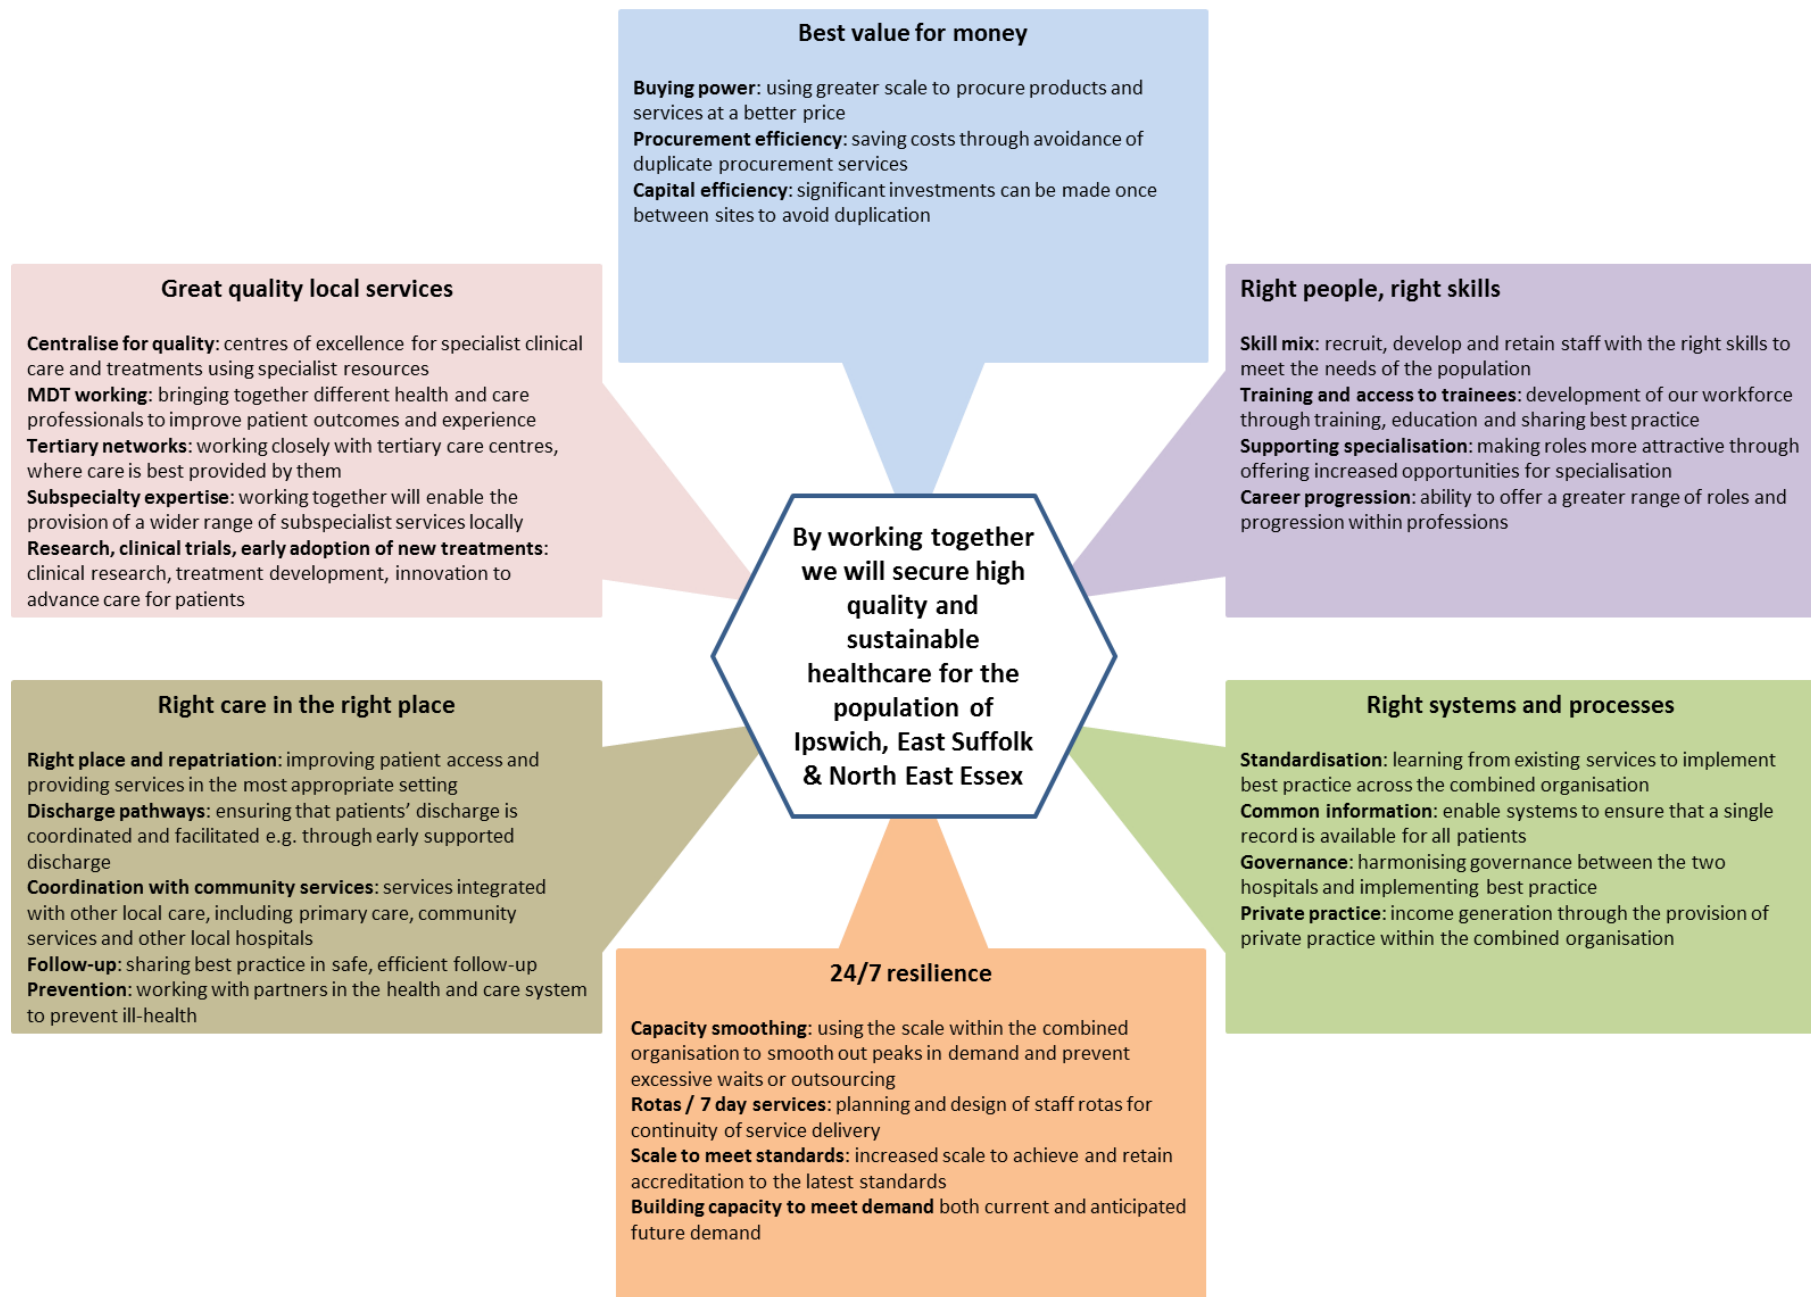 Best value for money
Buying power: using greater scale to procure products and
services at a better price
Procurement efficiency: saving costs through avoidance of
duplicate procurement services
Capital efficiency: significant investments can be made once
between sites to avoid duplication
Great quality local services
Centralise for quality: centres of excellence for specialist clinical
care and treatments using specialist resources
MDT working: bringing together different health and care
professionals to improve patient outcomes and experience
Tertiary networks: working closely with tertiary care centres,
where care is best provided by them
Subspecialty expertise: working together will enable the
provision of a wider range of subspecialist services locally
Research, clinical trials, early adoption of new treatments:
clinical research, treatment development, innovation to
advance care for patients
Right people, right skills
Skill mix: recruit, develop and retain staff with the right skills to
meet the needs of the population
Training and access to trainees: development of our workforce
through training, education and sharing best practice
Supporting specialisation: making roles more attractive through
offering increased opportunities for specialisation
Career progression: ability to offer a greater range of roles and
progression within professions
By working together
we will secure high
quality and
sustainable
healthcare for the
population of
Ipswich, East Suffolk
& North East Essex
Right care in the right place
Right place and repatriation: improving patient access and
providing services in the most appropriate setting
Discharge pathways: ensuring that patients’ discharge is
coordinated and facilitated e.g. through early supported
discharge
Coordination with community services: services integrated
with other local care, including primary care, community
services and other local hospitals
Follow-up: sharing best practice in safe, efficient follow-up
Prevention: working with partners in the health and care system
to prevent ill-health
Right systems and processes
Standardisation: learning from existing services to implement
best practice across the combined organisation
Common information: enable systems to ensure that a single
record is available for all patients
Governance: harmonising governance between the two
hospitals and implementing best practice
Private practice: income generation through the provision of
private practice within the combined organisation
24/7 resilience
Capacity smoothing: using the scale within the combined
organisation to smooth out peaks in demand and prevent
excessive waits or outsourcing
Rotas / 7 day services: planning and design of staff rotas for
continuity of service delivery
Scale to meet standards: increased scale to achieve and retain
accreditation to the latest standards
Building capacity to meet demand both current and anticipated
future demand